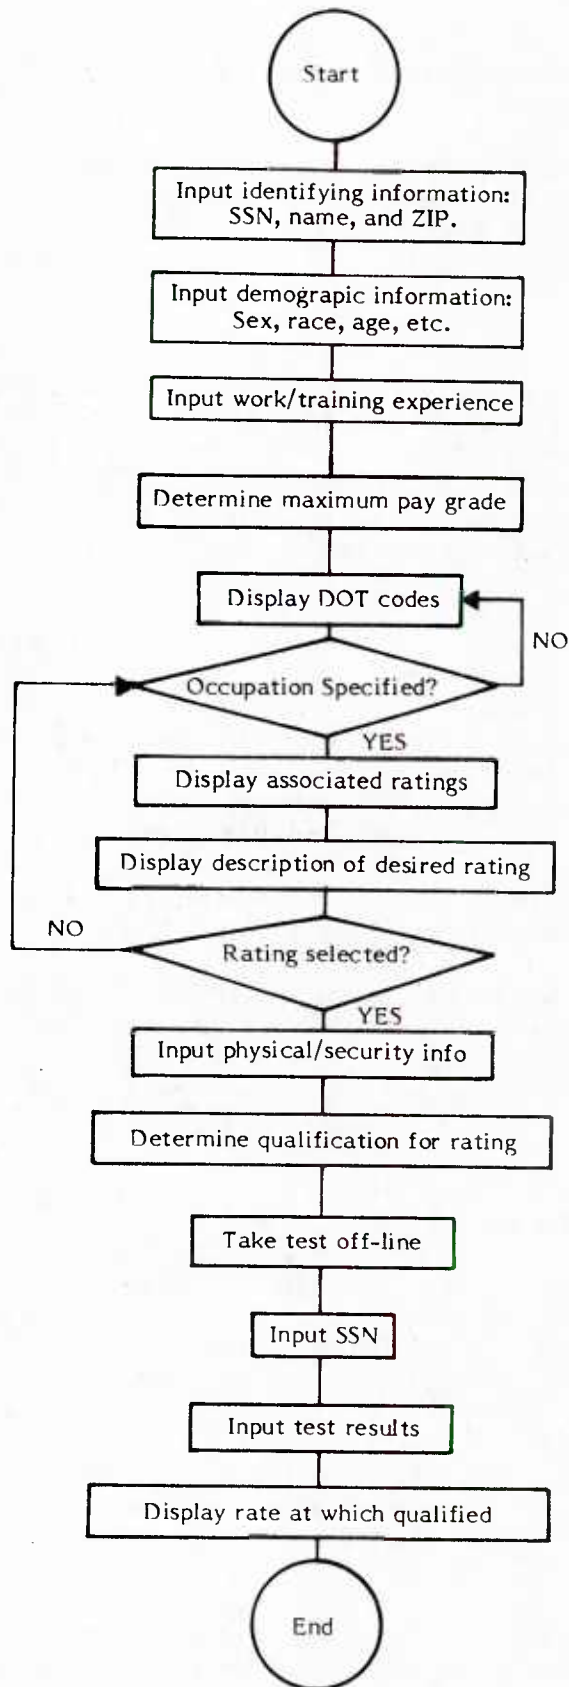 Start
Input identifying information:
SSN, name, and ZIP.
Input demograpic information:
Sex, race, age, etc.
Input work/training experience
Determine maximum pay grade
Display DOT codes
NO
Occupation Specified?
YES
Display associated ratings
Display description of desired rating
NO
Rating selected?
YES
Input physical/security info
Determine qualification for rating
Take test off-line
Input SSN
Input test results
Display rate at which qualified
End